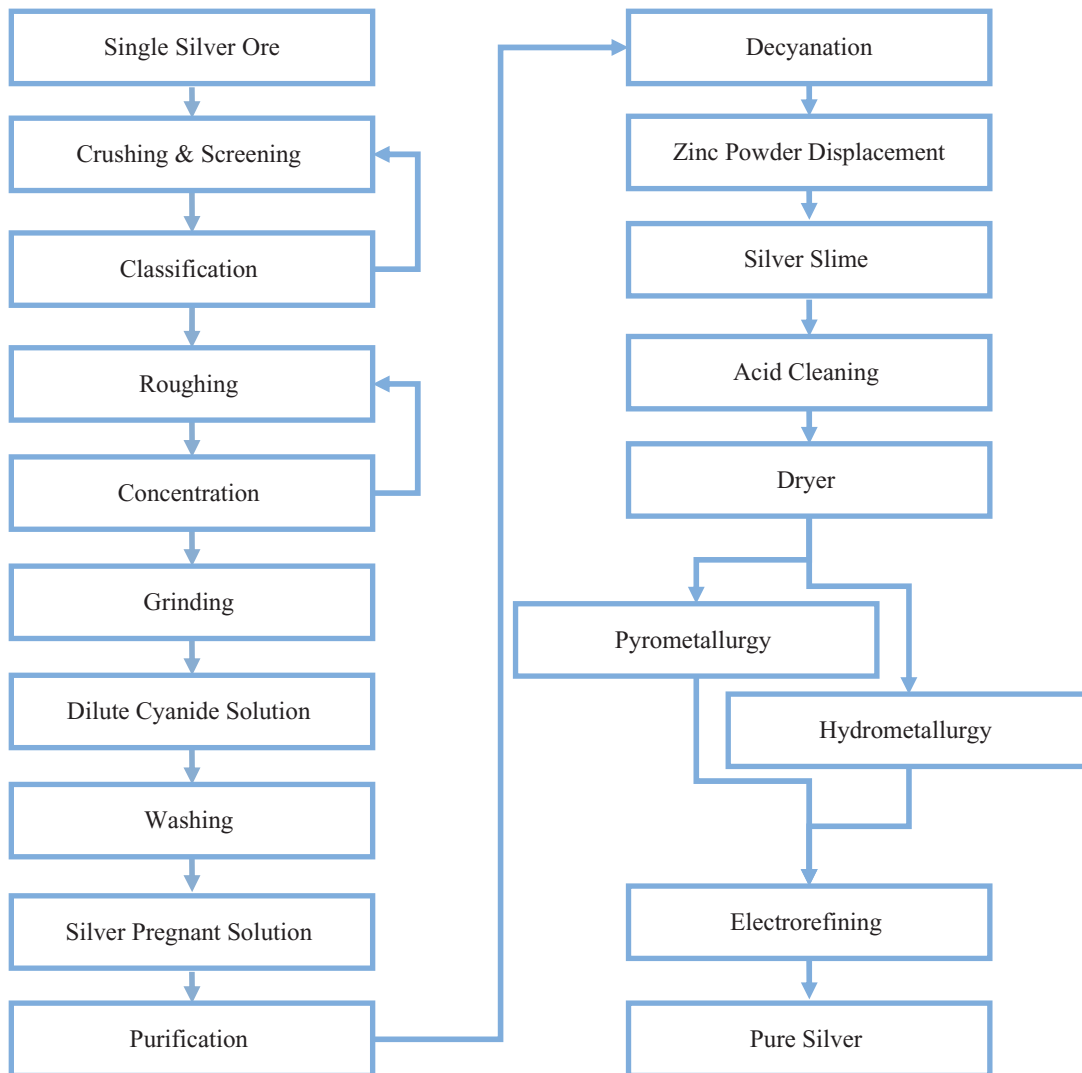 Single Silver Ore
Crushing & Screening
Classification
Roughing
Concentration
Grinding
Dilute Cyanide Solution
Washing
Silver Pregnant Solution
Purification
Decyanation
Zinc Powder Displacement
Silver Slime
Acid Cleaning
Dryer
Pyrometallurgy
Hydrometallurgy
Electrorefining
Pure Silver